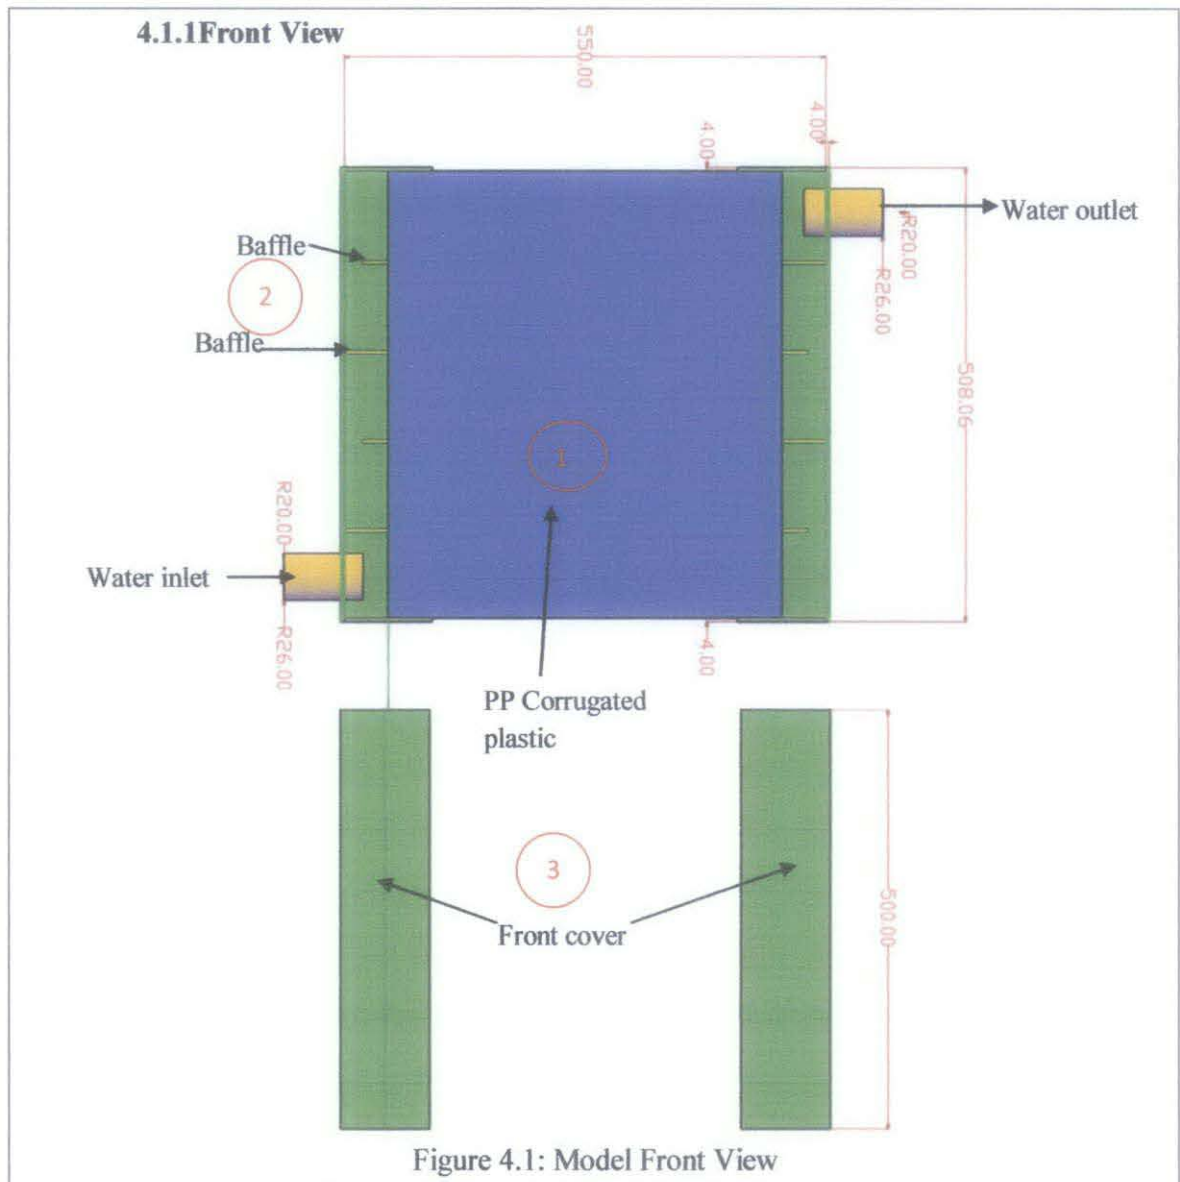 4.1.1Front View
550.00
4.00
4.00
Water outlet
R20.00
R26.00
Baffle
2
Baffle
508.06
1
R20.00
Water inlet
R26.00
4.00
PP Corrugated
plastic
3
Front cover
500.00
Figure 4.1: Model Front View